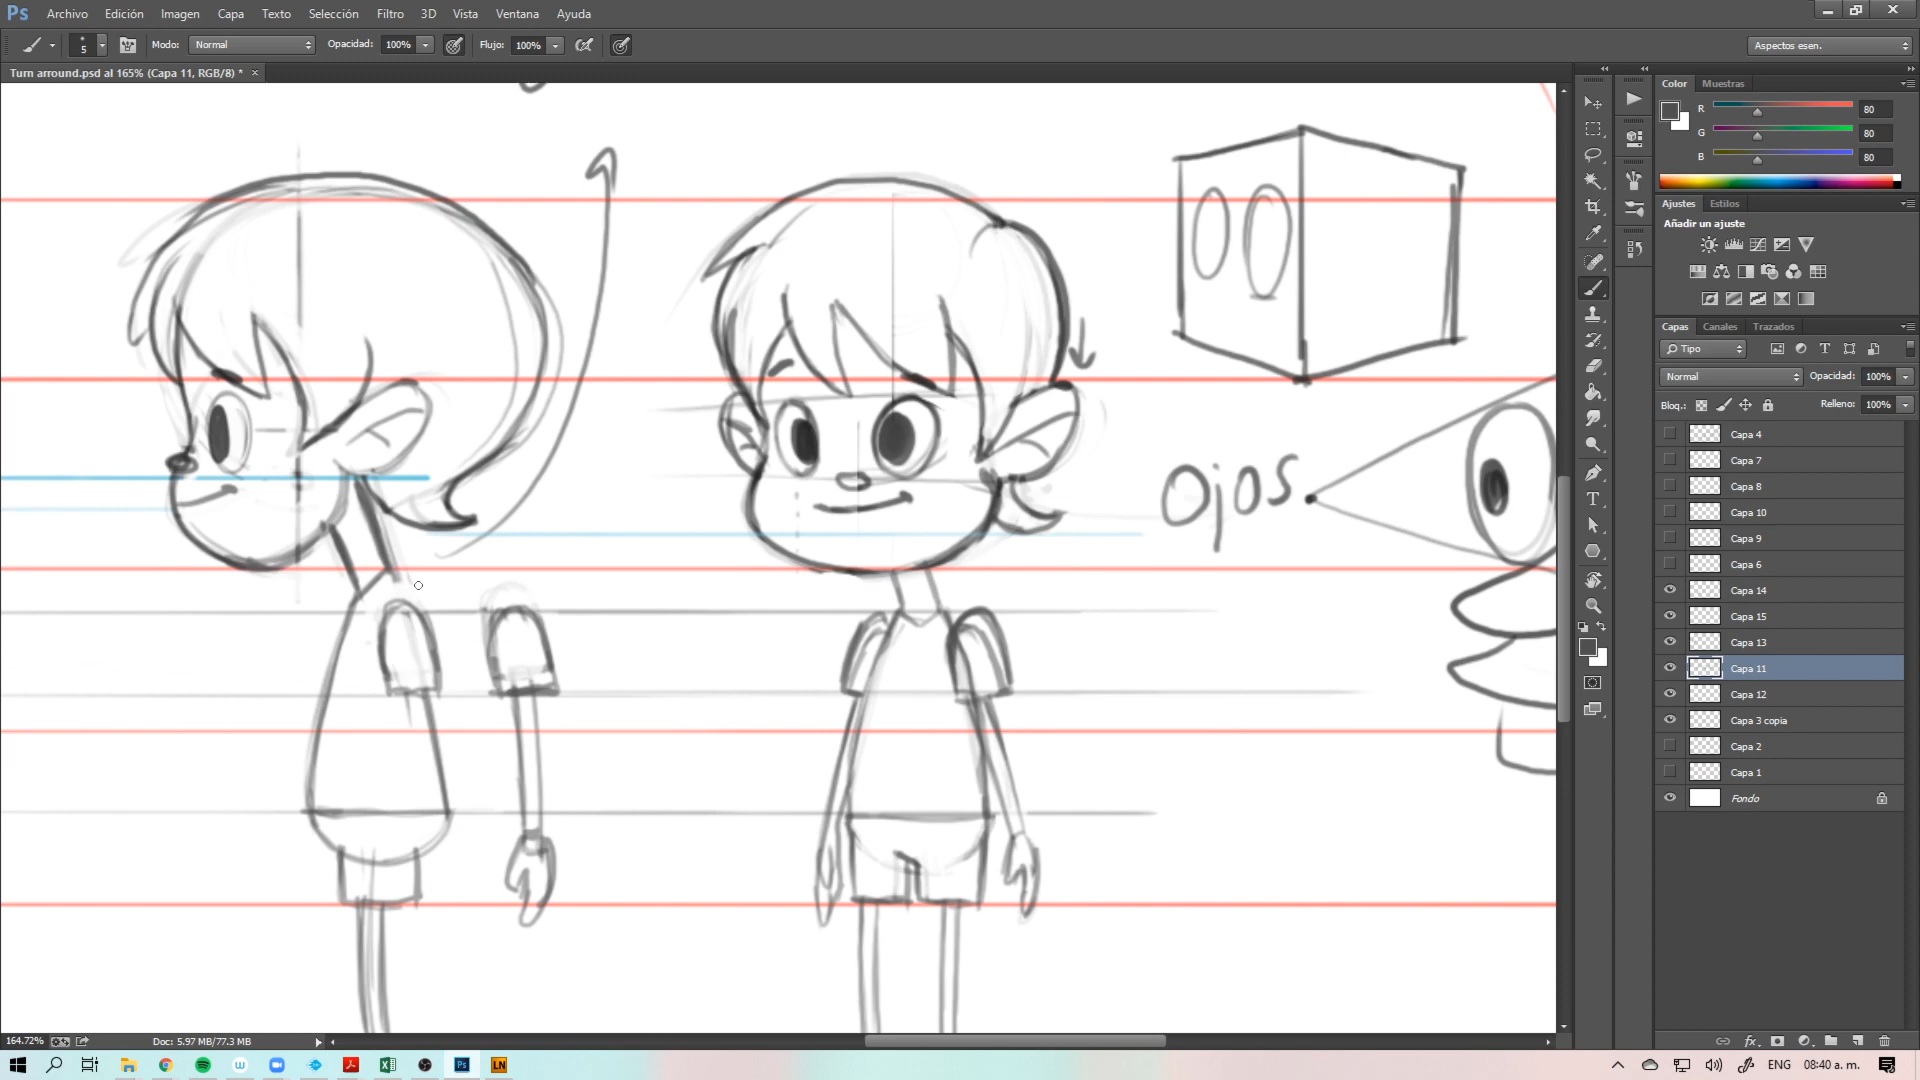 Ps Archivo Edición Imagen Capa Texto Selección Filtro 3D Vista Ventana Ayuda
5 Modo: Normal Opacidad: 100% Flujo: 100% Aspectos esen.
Turn arround.psd al 165% (Capa 11, RGB/8) * ×
Color Muestras
R 80
G 80
B 80
Ajustes Estilos
Añadir un ajuste
Capas Canales Trazados
Tipo
Normal Opacidad: 100%
Bloq.: Relleno: 100%
Capa 4
Capa 7
Capa 8
Capa 10
Capa 9
Capa 6
Capa 14
Capa 15
Capa 13
Capa 11
Capa 12
Capa 3 copia
Capa 2
Capa 1
Fondo
Ojos
164.72% Doc: 5.97 MB/77.3 MB
ENG 08:40 a. m.